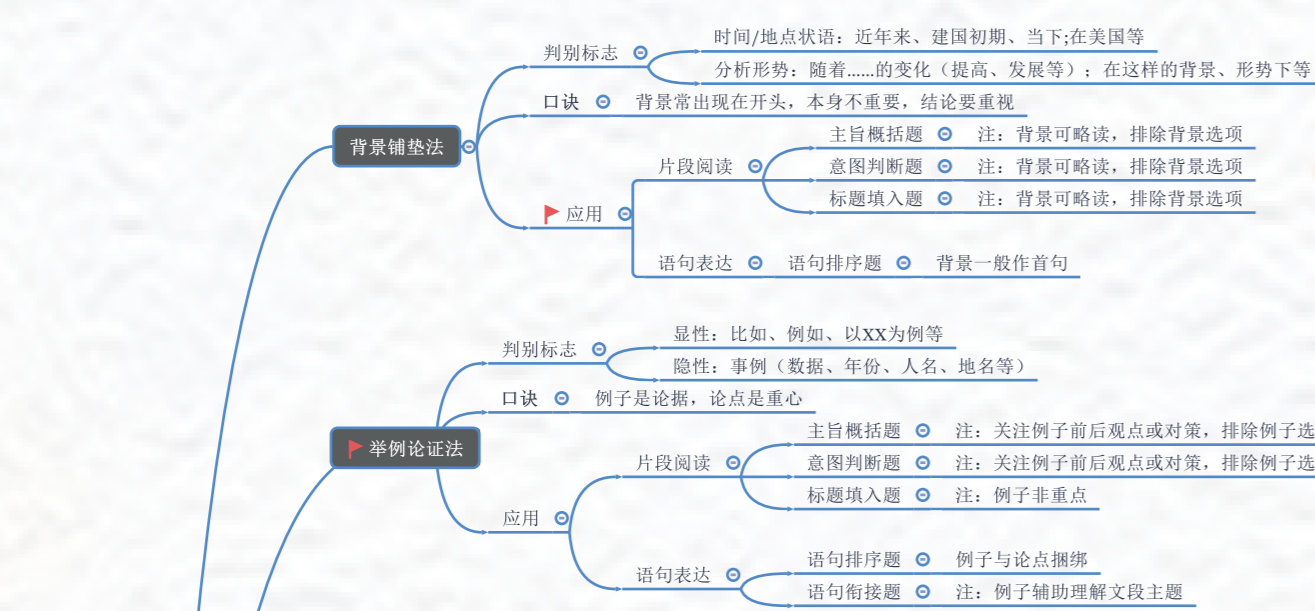 背景铺垫法
判别标志
时间/地点状语：近年来、建国初期、当下;在美国等
分析形势：随着......的变化（提高、发展等）；在这样的背景、形势下等
口诀
背景常出现在开头，本身不重要，结论要重视
应用
片段阅读
主旨概括题
注：背景可略读，排除背景选项
意图判断题
注：背景可略读，排除背景选项
标题填入题
注：背景可略读，排除背景选项
语句表达
语句排序题
背景一般作首句
举例论证法
判别标志
显性：比如、例如、以XX为例等
隐性：事例（数据、年份、人名、地名等）
口诀
例子是论据，论点是重心
应用
片段阅读
主旨概括题
注：关注例子前后观点或对策，排除例子选
意图判断题
注：关注例子前后观点或对策，排除例子选
标题填入题
注：例子非重点
语句表达
语句排序题
例子与论点捆绑
语句衔接题
注：例子辅助理解文段主题